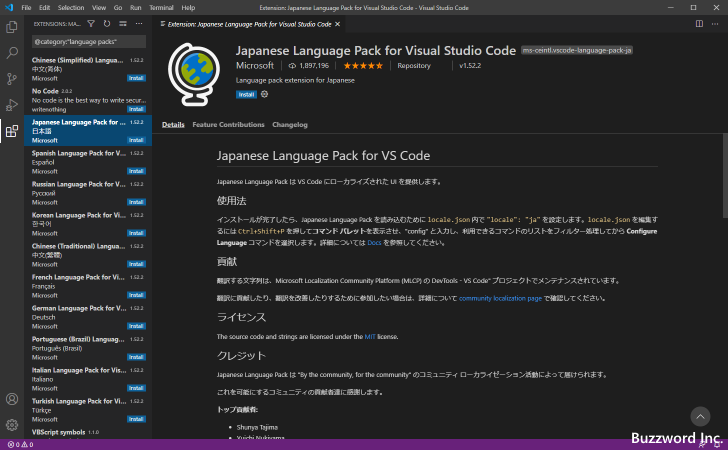 File Edit Selection View Go Run Terminal Help
Extension: Japanese Language Pack for Visual Studio Code - Visual Studio Code
EXTENSIONS: MA...
@category:"language packs"
Chinese (Simplified) Langua... 1.52.2
中文(简体)
Microsoft Install
No Code 2.0.2
No code is the best way to write secur...
writenothing Install
Japanese Language Pack for ... 1.52.2
日本語
Microsoft Install
Spanish Language Pack for V... 1.52.2
Español
Microsoft Install
Russian Language Pack for V... 1.52.2
Русский
Microsoft Install
Korean Language Pack for Vi... 1.52.2
한국어
Microsoft Install
Chinese (Traditional) Langua... 1.52.2
中文(繁體)
Microsoft Install
French Language Pack for Vi... 1.52.2
Français
Microsoft Install
German Language Pack for V... 1.52.2
Deutsch
Microsoft Install
Portuguese (Brazil) Languag... 1.52.2
Português (Brasil)
Microsoft Install
Italian Language Pack for Vis... 1.52.2
Italiano
Microsoft Install
Turkish Language Pack for Vi... 1.52.2
Türkçe
Microsoft Install
VBScript symbols 1.1.0
Extension: Japanese Language Pack for Visual Studio Code
Japanese Language Pack for Visual Studio Code ms-ceintl.vscode-language-pack-ja
Microsoft 1,897,196 Repository v1.52.2
Language pack extension for Japanese
Install
Details Feature Contributions Changelog
Japanese Language Pack for VS Code
Japanese Language Pack は VS Code にローカライズされた UI を提供します。
使用法
インストールが完了したら、Japanese Language Pack を読み込むために locale.json内で "locale": "ja" を設定します。locale.json を編集す
るには Ctrl+Shift+P を押してコマンド パレットを表示させ、"config" と入力し、利用できるコマンドのリストをフィルター処理してから Configure
Language コマンドを選択します。詳細については Docs を参照してください。
貢献
翻訳する文字列は、Microsoft Localization Community Platform (MLCP) の DevTools - VS Code" プロジェクトでメンテナンスされています。
翻訳に貢献したり、翻訳を改善したりするために参加したい場合は、詳細について community localization page で確認してください。
ライセンス
The source code and strings are licensed under the MIT license.
クレジット
Japanese Language Pack は "By the community, for the community" のコミュニティ ローカライゼーション活動によって届けられます。
これを可能にするコミュニティの貢献者達に感謝します。
トップ貢献者:
Shunya Tajima
Yuichi Nukiyama
0 0
Buzzword Inc.